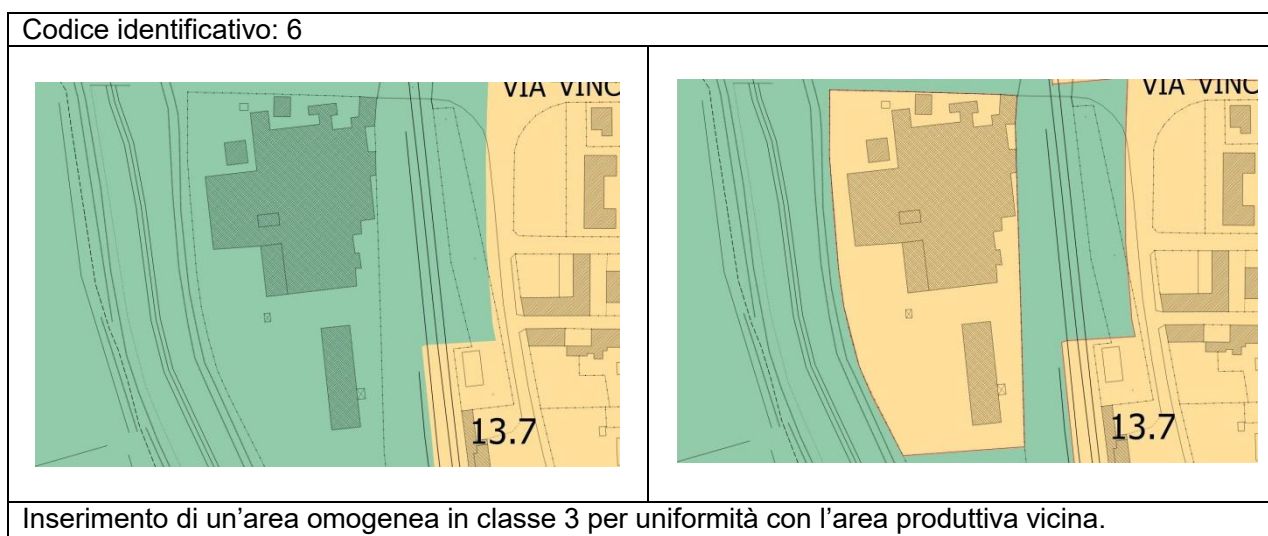 Codice identificativo: 6
VIA VINC
13.7
VIA VINC
13.7
Inserimento di un’area omogenea in classe 3 per uniformità con l’area produttiva vicina.